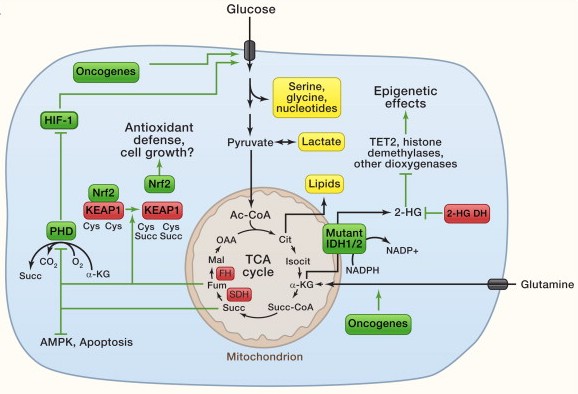 Glucose
Oncogenes
Serine,
glycine,
nucleotides
Epigenetic
effects
HIF-1
Antioxidant
defense,
cell growth?
Pyruvate
Lactate
TET2, histone
demethylases,
other dioxygenases
Nrf2
Nrf2
Lipids
KEAP1
KEAP1
Cys Cys
Cys Cys
Succ Succ
Ac-CoA
2-HG
2-HG DH
PHD
OAA
Cit
Mutant
IDH1/2
NADP+
CO2
O2
Succ
α-KG
Mal
TCA
cycle
Isocit
NADPH
FH
Fum
α-KG
Glutamine
SDH
Succ
Succ-CoA
Oncogenes
AMPK, Apoptosis
Mitochondrion